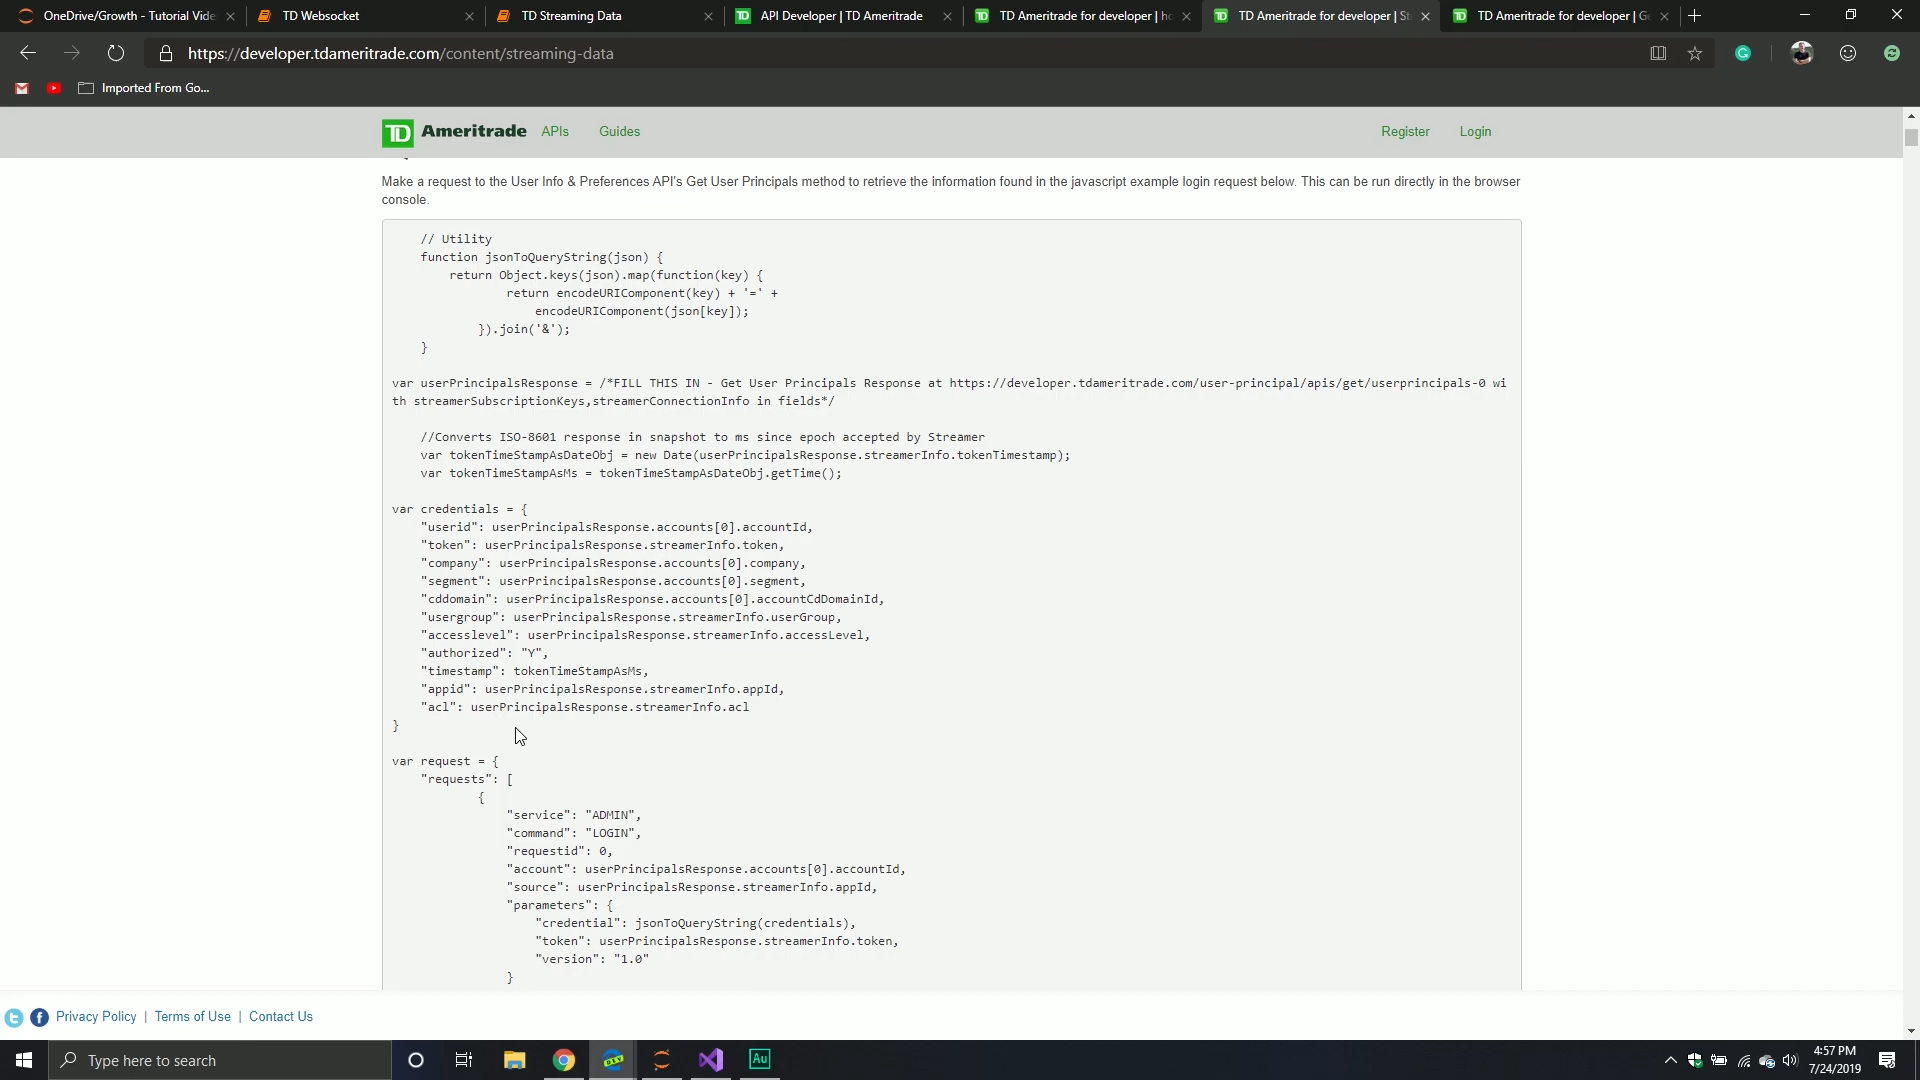 OneDrive/Growth - Tutorial Vide
TD Websocket
TD Streaming Data
API Developer | TD Ameritrade
TD Ameritrade for developer | ho
TD Ameritrade for developer | St
TD Ameritrade for developer | Ge
https://developer.tdameritrade.com/content/streaming-data
Imported From Go...
TD Ameritrade
APIs
Guides
Register
Login
Make a request to the User Info & Preferences API's Get User Principals method to retrieve the information found in the javascript example login request below. This can be run directly in the browser
console.
// Utility
function jsonToQueryString(json) {
return Object.keys(json).map(function(key) {
return encodeURIComponent(key) + '=' +
encodeURIComponent(json[key]);
}).join('&');
}
var userPrincipalsResponse = /*FILL THIS IN - Get User Principals Response at https://developer.tdameritrade.com/user-principal/apis/get/userprincipals-0 wi
th streamerSubscriptionKeys,streamerConnectionInfo in fields*/
//Converts ISO-8601 response in snapshot to ms since epoch accepted by Streamer
var tokenTimeStampAsDateObj = new Date(userPrincipalsResponse.streamerInfo.tokenTimestamp);
var tokenTimeStampAsMs = tokenTimeStampAsDateObj.getTime();
var credentials = {
"userid": userPrincipalsResponse.accounts[0].accountId,
"token": userPrincipalsResponse.streamerInfo.token,
"company": userPrincipalsResponse.accounts[0].company,
"segment": userPrincipalsResponse.accounts[0].segment,
"cddomain": userPrincipalsResponse.accounts[0].accountCdDomainId,
"usergroup": userPrincipalsResponse.streamerInfo.userGroup,
"accesslevel": userPrincipalsResponse.streamerInfo.accessLevel,
"authorized": "Y",
"timestamp": tokenTimeStampAsMs,
"appid": userPrincipalsResponse.streamerInfo.appId,
"acl": userPrincipalsResponse.streamerInfo.acl
}
var request = {
"requests": [
{
"service": "ADMIN",
"command": "LOGIN",
"requestid": 0,
"account": userPrincipalsResponse.accounts[0].accountId,
"source": userPrincipalsResponse.streamerInfo.appId,
"parameters": {
"credential": jsonToQueryString(credentials),
"token": userPrincipalsResponse.streamerInfo.token,
"version": "1.0"
}
Privacy Policy | Terms of Use | Contact Us
Type here to search
DEV
Au
4:57 PM
7/24/2019